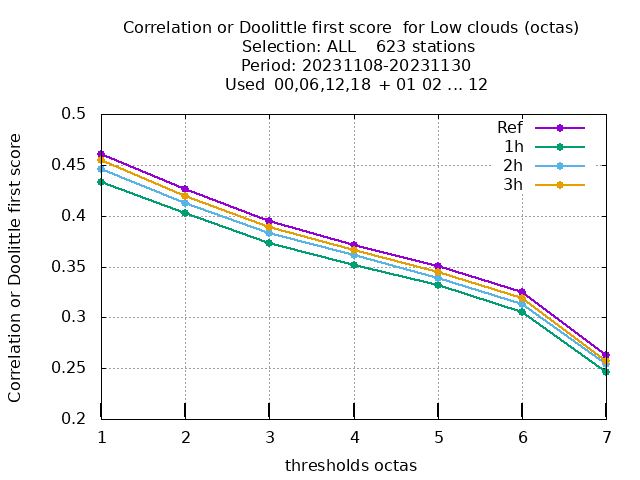 Correlation or Doolittle first score  for Low clouds (octas)
Selection: ALL    623 stations
Period: 20231108-20231130
Used  00,06,12,18  + 01 02 ... 12
Correlation or Doolittle first score
0.5
0.45
0.4
0.35
0.3
0.25
0.2
Ref
1h
2h
3h
1 2 3 4 5 6 7
thresholds octas